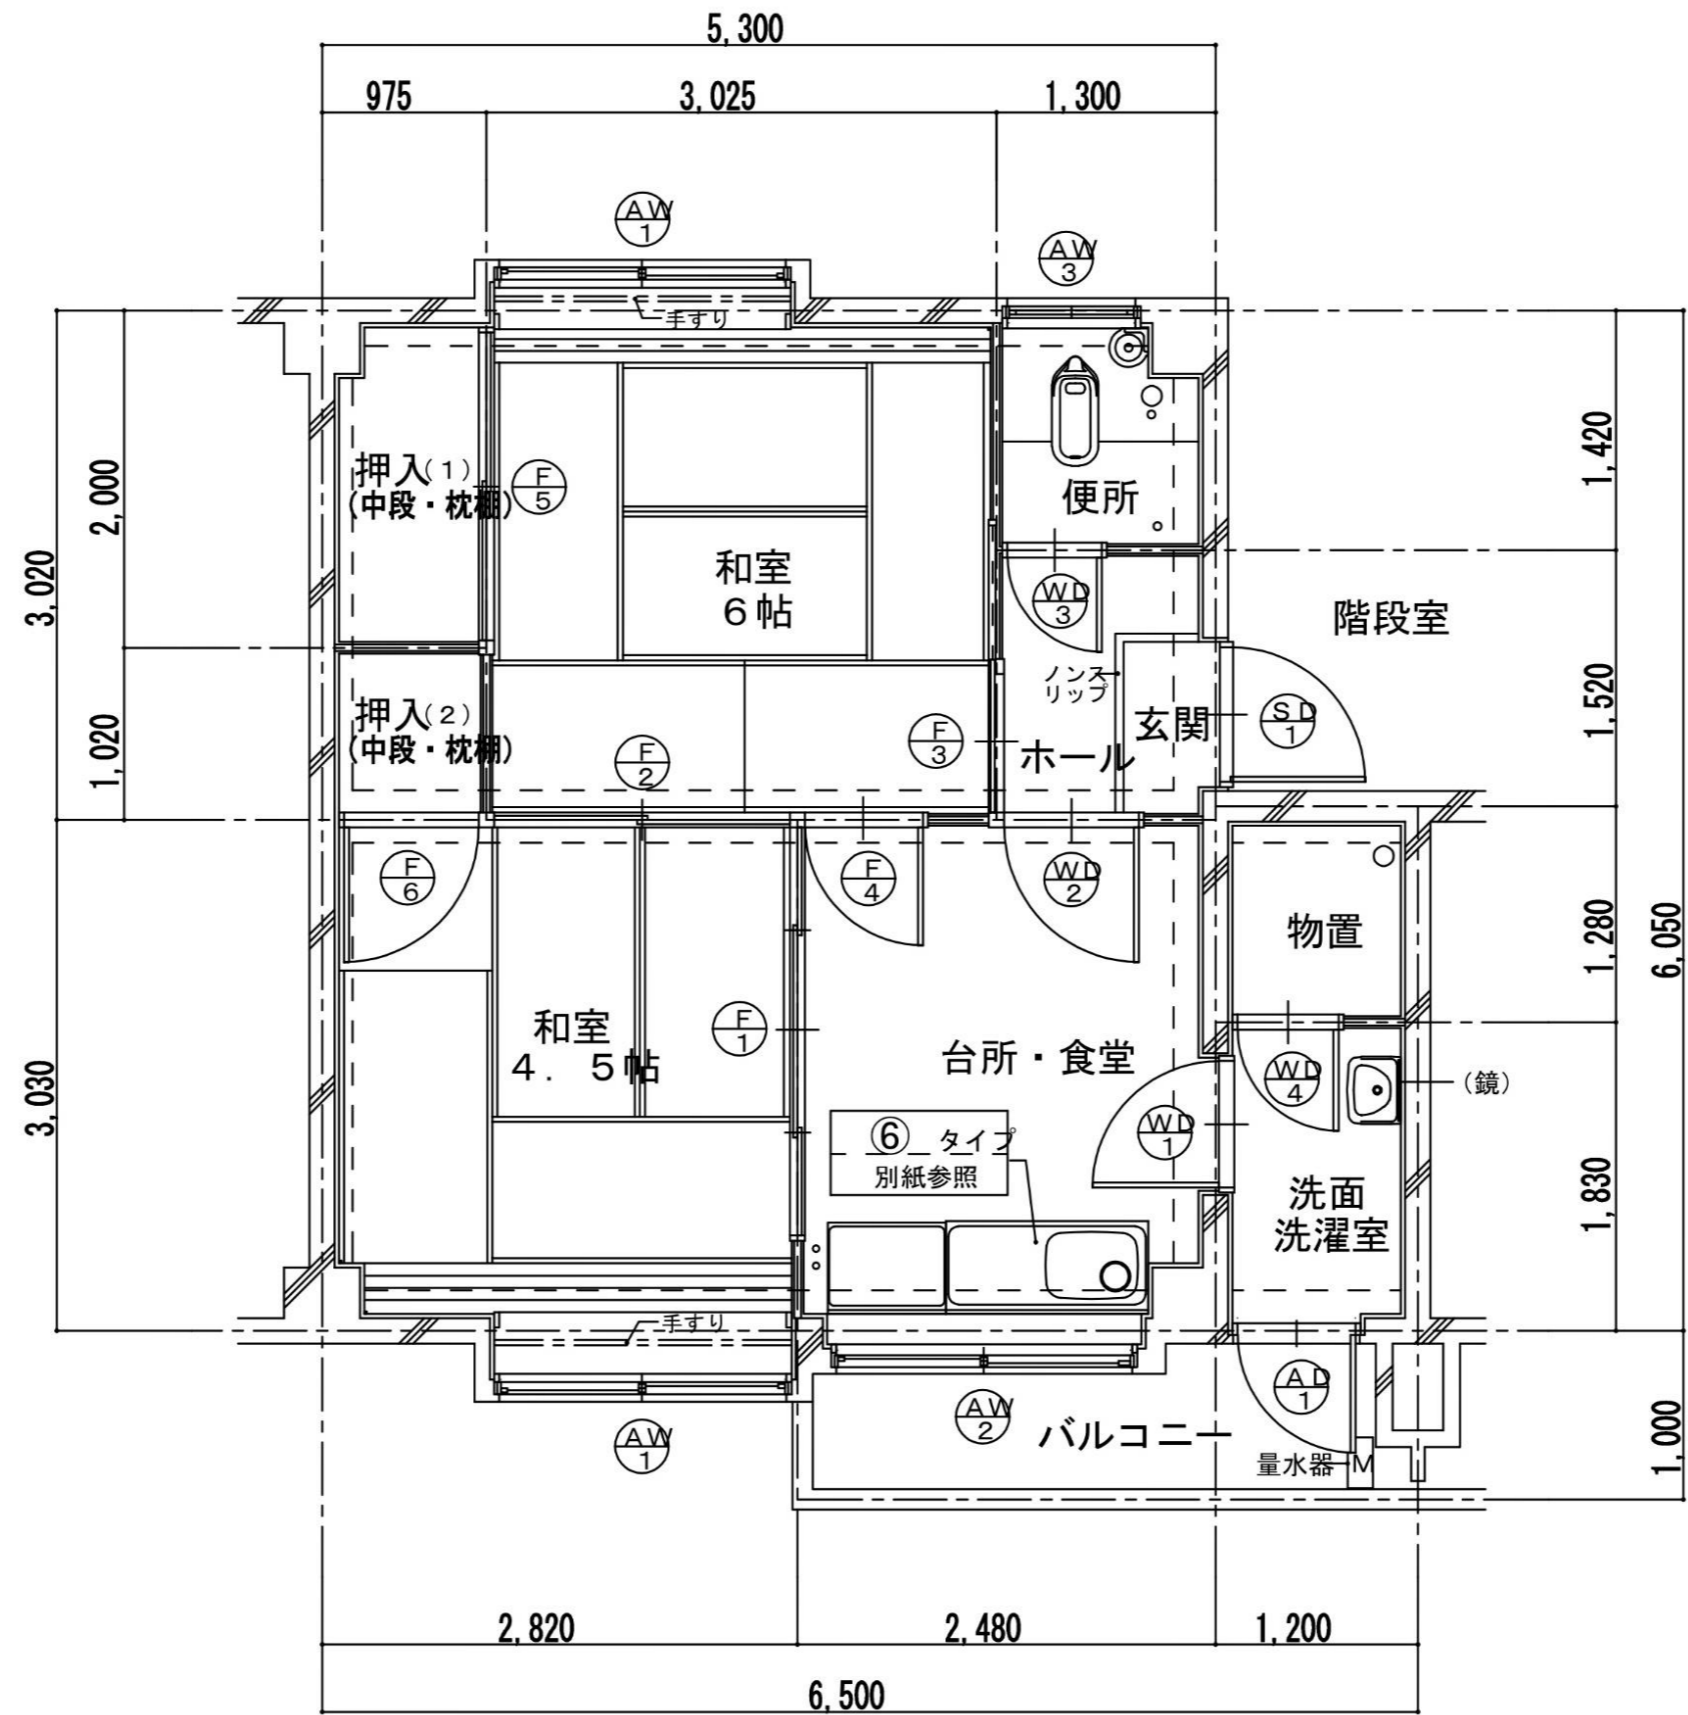 5,300
975
3,025
1,300
AW
1
AW
3
手すり
押入(1)
(中段・枕棚)
F
5
便所
和室
6帖
WD
3
階段室
ノンス
リップ
玄関
SD
1
押入(2)
(中段・枕棚)
F
2
F
3
ホール
F
6
F
4
WD
2
物置
和室
4.5帖
F
1
台所・食堂
WD
4
(鏡)
WD
1
⑥ タイプ
別紙参照
洗面
洗濯室
手すり
AW
1
AW
2
バルコニー
AD
1
量水器
M
3,020
2,000
1,020
3,030
1,420
1,520
1,280
1,830
6,050
1,000
2,820
2,480
1,200
6,500